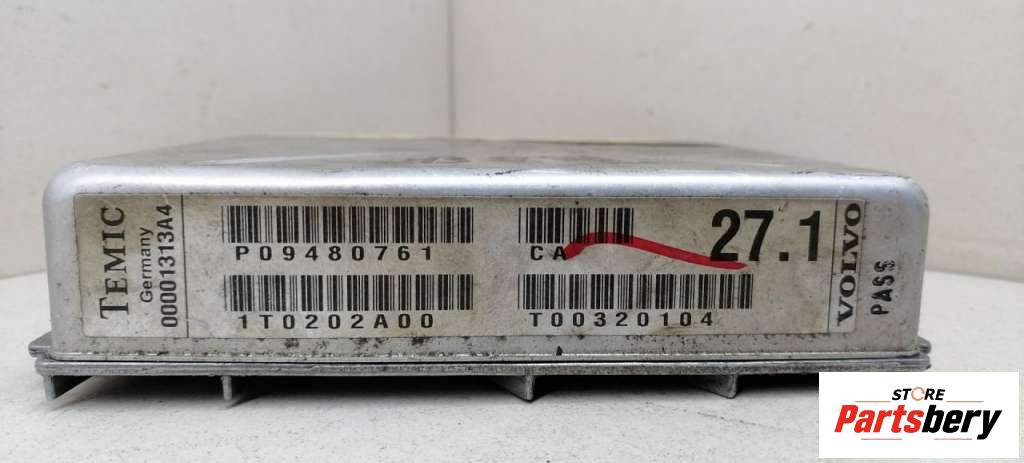 TEMIC
Germany
00001313A4
P09480761
1T0202A00
CA
27.1
T00320104
VOLVO
PASS
STORE
Partsbery